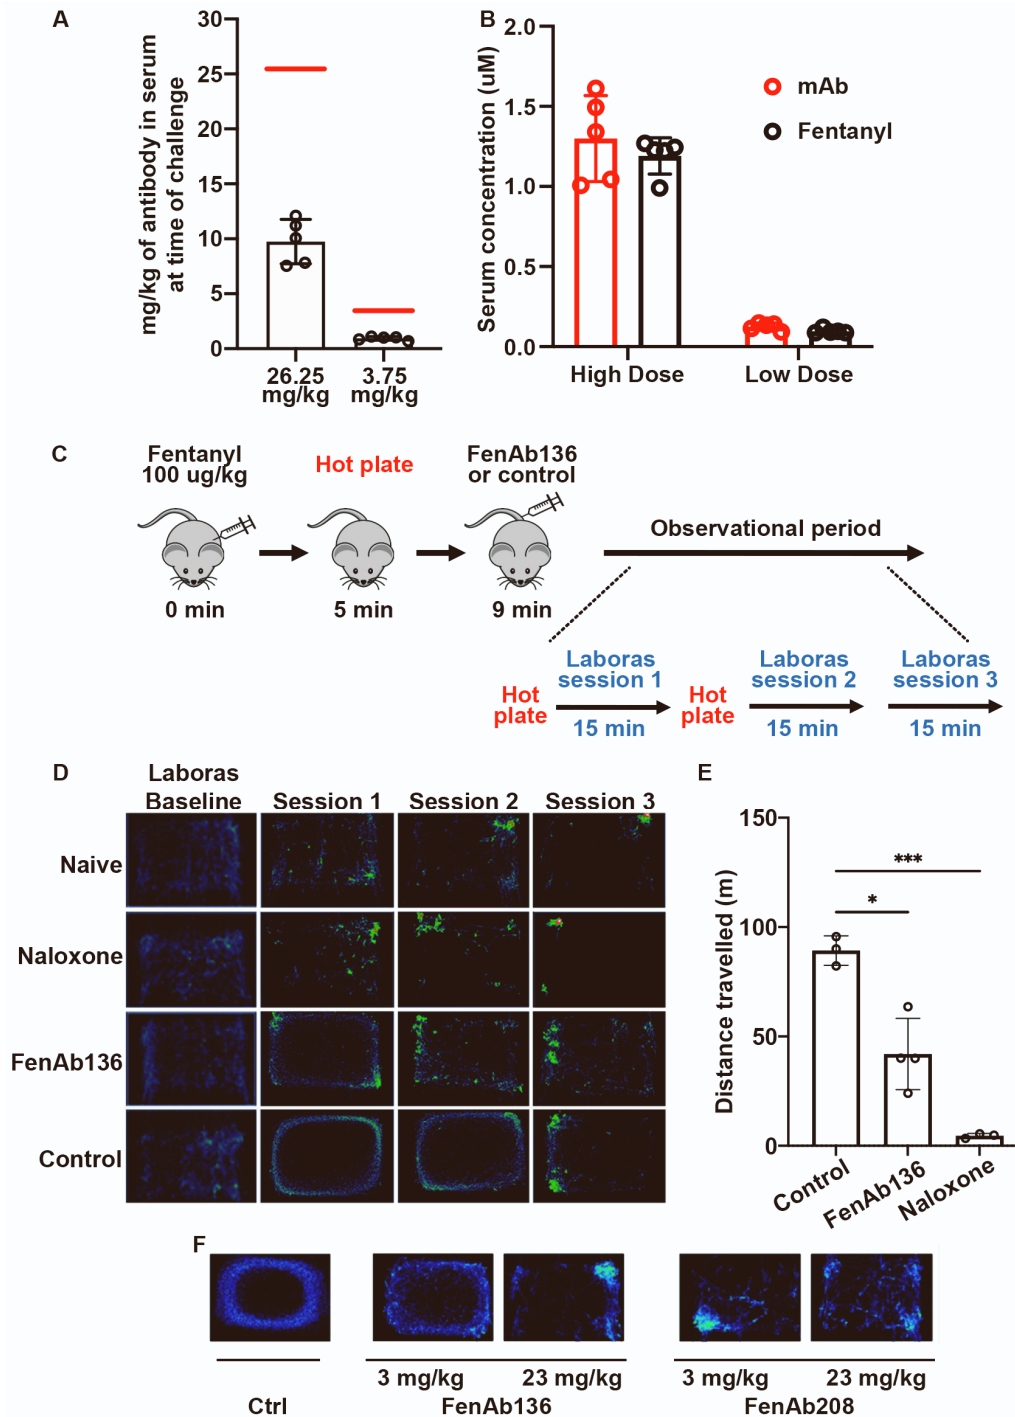 A
mg/kg of antibody in serum
at time of challenge
30
25
20
15
10
5
0
26.25
mg/kg
3.75
mg/kg
B
Serum concentration (uM)
2.0
1.5
1.0
0.5
0.0
mAb
Fentanyl
High Dose
Low Dose
C
Fentanyl
100 ug/kg
Hot plate
FenAb136
or control
Observational period
0 min
5 min
9 min
Hot
plate
Laboras
session 1
15 min
Hot
plate
Laboras
session 2
15 min
Laboras
session 3
15 min
D
Laboras
Baseline
Session 1
Session 2
Session 3
Naive
Naloxone
FenAb136
Control
E
Distance travelled (m)
150
100
50
0
***
*
Control
FenAb136
Naloxone
F
3 mg/kg
23 mg/kg
3 mg/kg
23 mg/kg
Ctrl
FenAb136
FenAb208